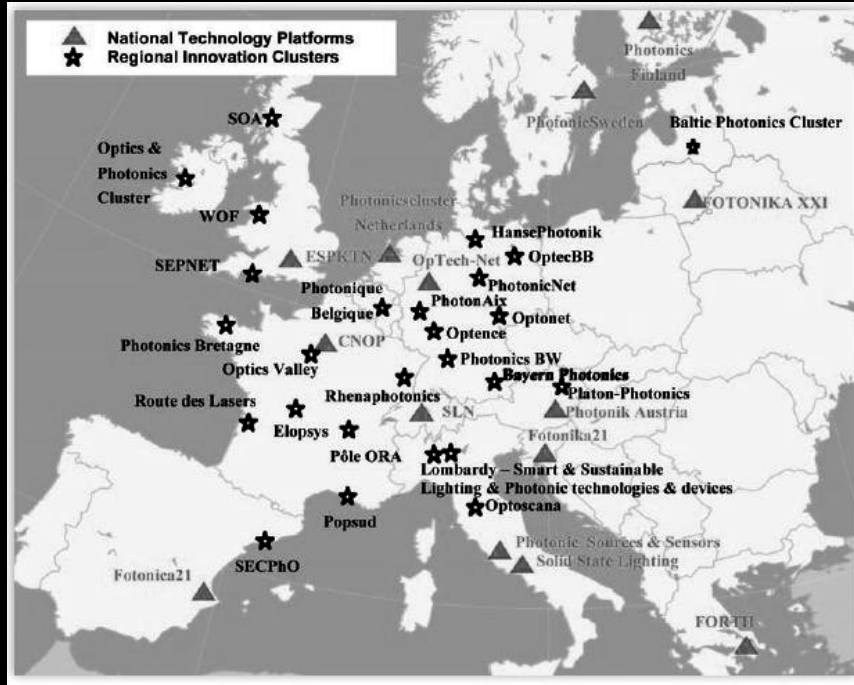 National Technology Platforms
Regional Innovation Clusters
Photonics
Finland
SOA
PhotonicSweden
Baltic Photonics Cluster
Optics &
Photonics
Cluster
Photonicscluster
Netherlands
FOTONIKA XXI
WOF
HansePhotonik
ESPKTN
OpTech-Net
OptecBB
SEPNET
PhotonicNet
Photonique
Belgique
PhotonAix
Optonet
Optence
Photonics Bretagne
CNOP
Optics Valley
Photonics BW
Bayern Photonics
Rhenaphotonics
Platon-Photonics
Route des Lasers
SLN
Photonik Austria
Elopsys
Fotonika21
Pôle ORA
Lombardy – Smart & Sustainable
Lighting & Photonic technologies & devices
Popsud
Optoscana
SECPhO
Photonic Sources & Sensors
Solid State Lighting
Fotonica21
FORTH